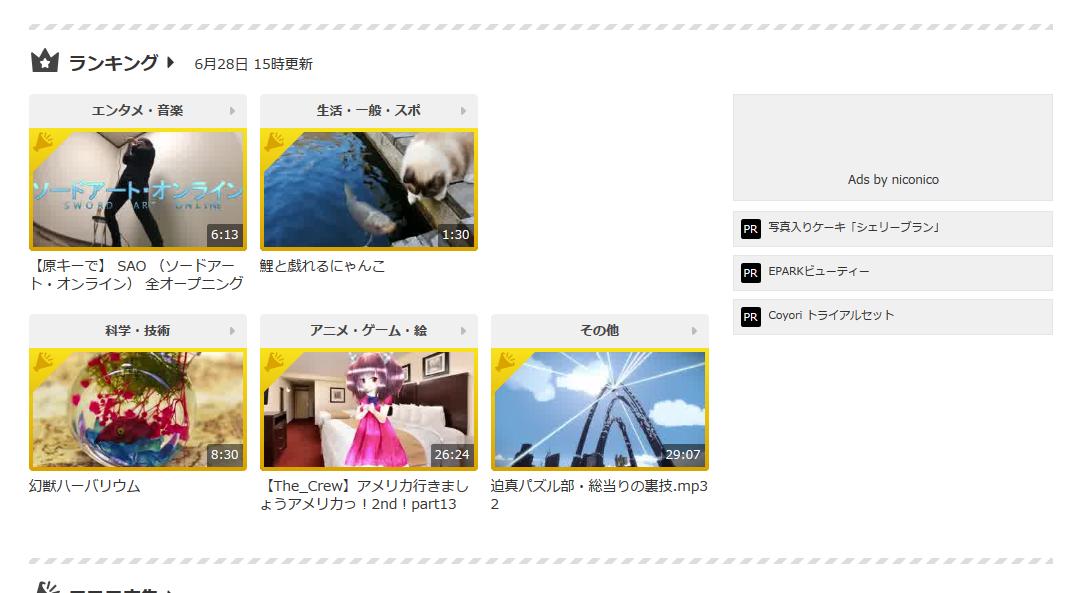 ランキング
6月28日 15時更新
エンタメ・音楽
生活・一般・スポ
ソードアート・オンライン
SWORD ART ONLINE
6:13
1:30
【原キーで】 SAO （ソードアー
ト・オンライン） 全オープニング
鯉と戯れるにゃんこ
Ads by niconico
PR 写真入りケーキ「シェリーブラン」
PR EPARKビューティー
PR Coyori トライアルセット
科学・技術
アニメ・ゲーム・絵
その他
8:30
26:24
29:07
幻獣ハーバリウム
【The_Crew】アメリカ行きまし
ょうアメリカっ！2nd！part13
迫真パズル部・総当りの裏技.mp3
2